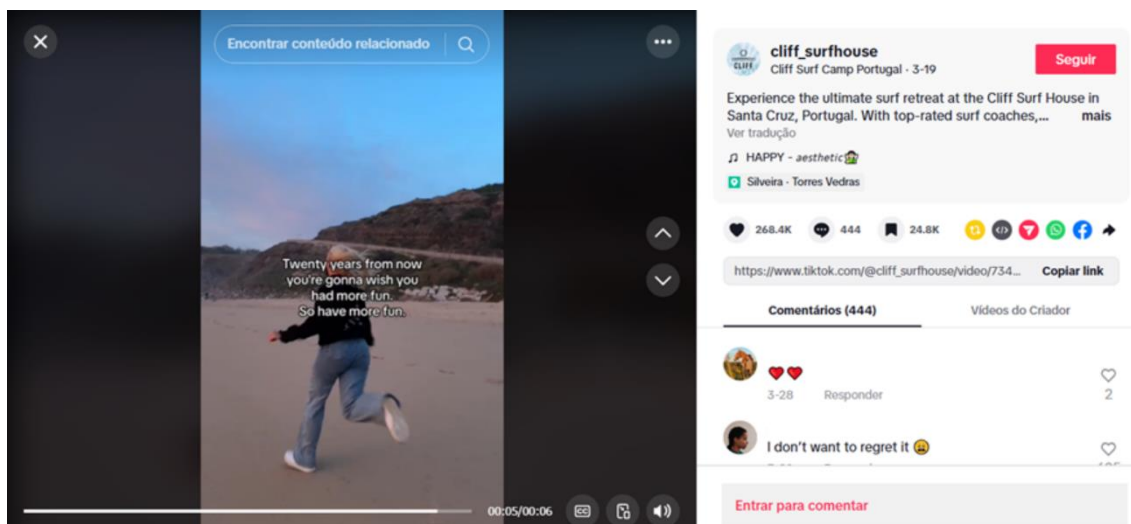 Encontrar conteúdo relacionado
Twenty years from now
you're gonna wish you
had more fun.
So have more fun.
00:05/00:06
CC
cliff_surfhouse
Cliff Surf Camp Portugal · 3-19
Seguir
Experience the ultimate surf retreat at the Cliff Surf House in
Santa Cruz, Portugal. With top-rated surf coaches,... mais
Ver tradução
HAPPY - aesthetic
Silveira · Torres Vedras
268.4K 444 24.8K
https://www.tiktok.com/@cliff_surfhouse/video/734... Copiar link
Comentários (444) Vídeos do Criador
3-28 Responder 2
I don't want to regret it 😩
Entrar para comentar